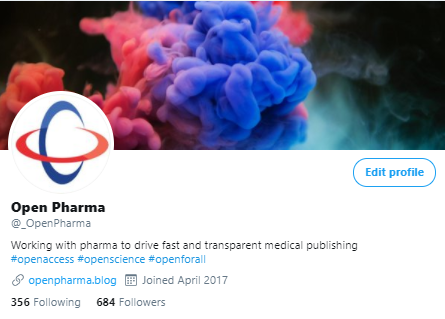 Edit profile
Open Pharma
@_OpenPharma
Working with pharma to drive fast and transparent medical publishing
#openaccess #openscience #openforall
openpharma.blog Joined April 2017
356 Following 684 Followers